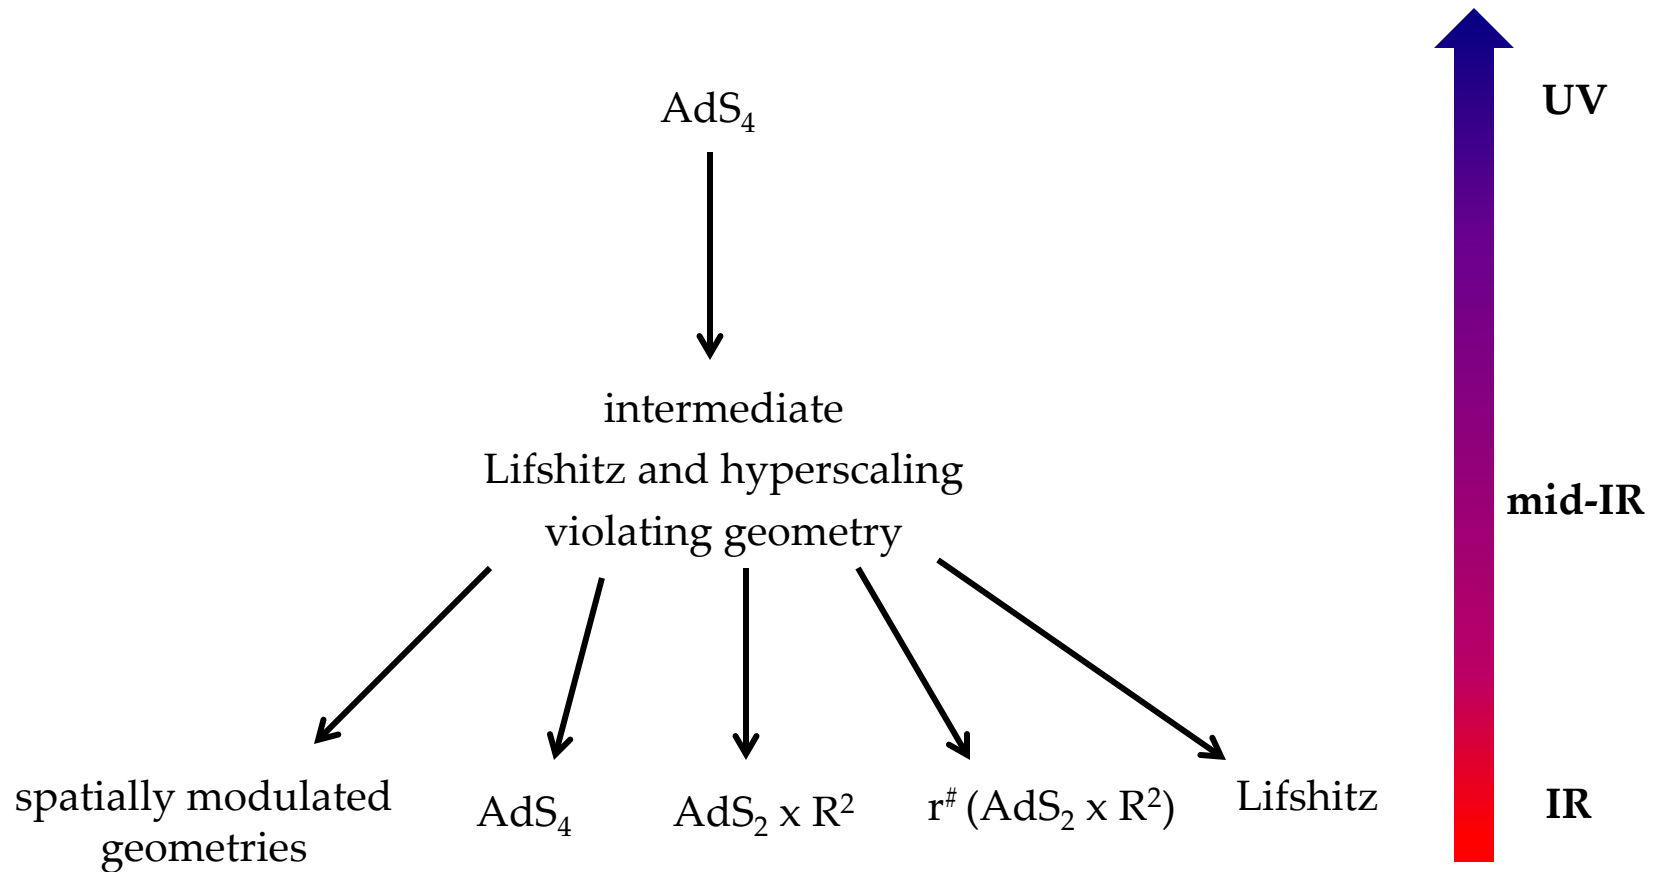 AdS₄
UV
intermediate
Lifshitz and hyperscaling
violating geometry
mid-IR
spatially modulated
geometries
AdS₄
AdS₂ x R²
r# (AdS₂ x R²)
Lifshitz
IR